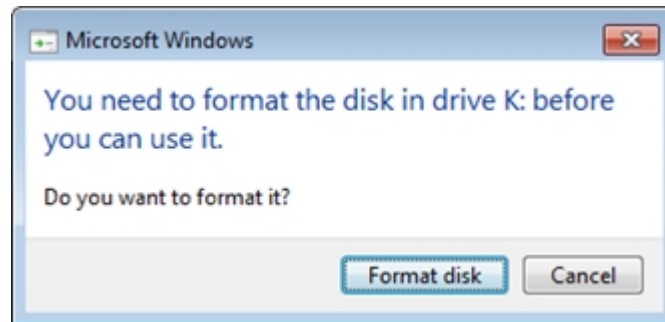 Microsoft Windows
You need to format the disk in drive K: before
you can use it.
Do you want to format it?
Format disk
Cancel